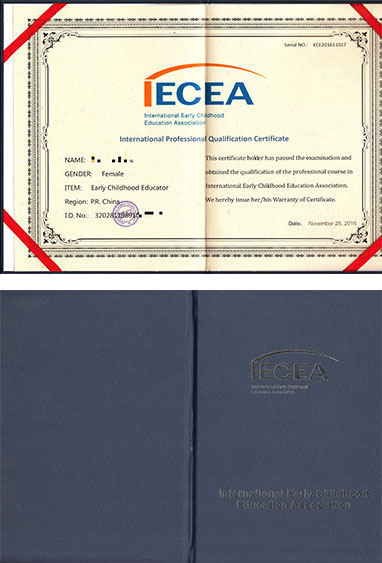 Serial NO.: ECE201611017
IECEA
International Early Childhood
Education Association
International Professional Qualification Certificate
NAME:
GENDER: Female
ITEM: Early Childhood Educator
Region: P.R. China
I.D. No.:
This certificate holder has passed the examination and
obtained the qualification of the professional course in
International Early Childhood Education Association.
We hereby issue her/his Warranty of Certificate.
Date: November 28, 2016
IECEA
International Early Childhood
Education Association
International Early Childhood
Education Association